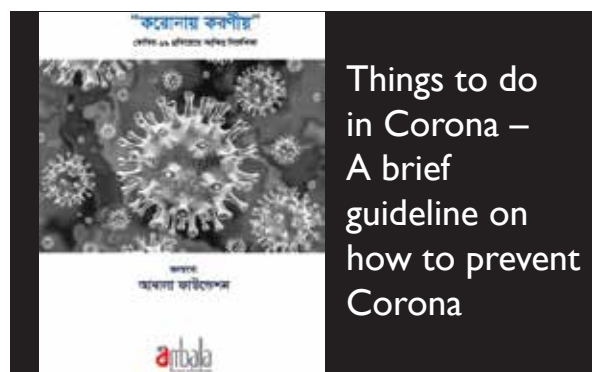 "করোনায় করণীয়"
আম্বালা ফাউন্ডেশন
ambala
Things to do
in Corona –
A brief
guideline on
how to prevent
Corona